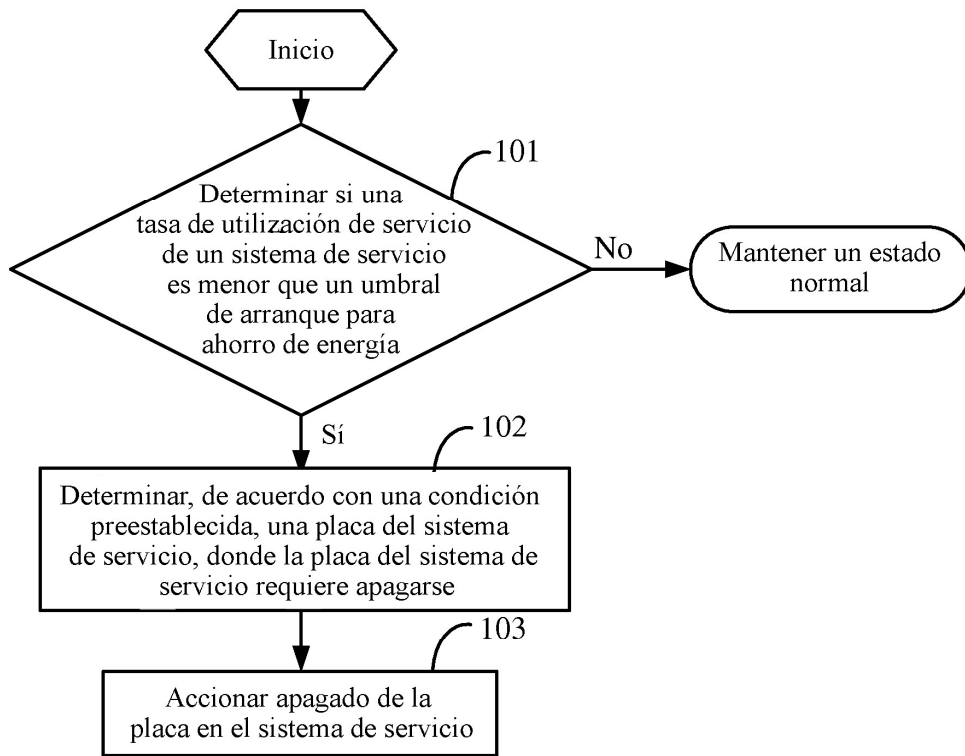 Inicio
101
Determinar si una
tasa de utilización de servicio
de un sistema de servicio
es menor que un umbral
de arranque para
ahorro de energía
No
Mantener un estado
normal
Sí
102
Determinar, de acuerdo con una condición
preestablecida, una placa del sistema
de servicio, donde la placa del sistema de
servicio requiere apagarse
103
Accionar apagado de la
placa en el sistema de servicio